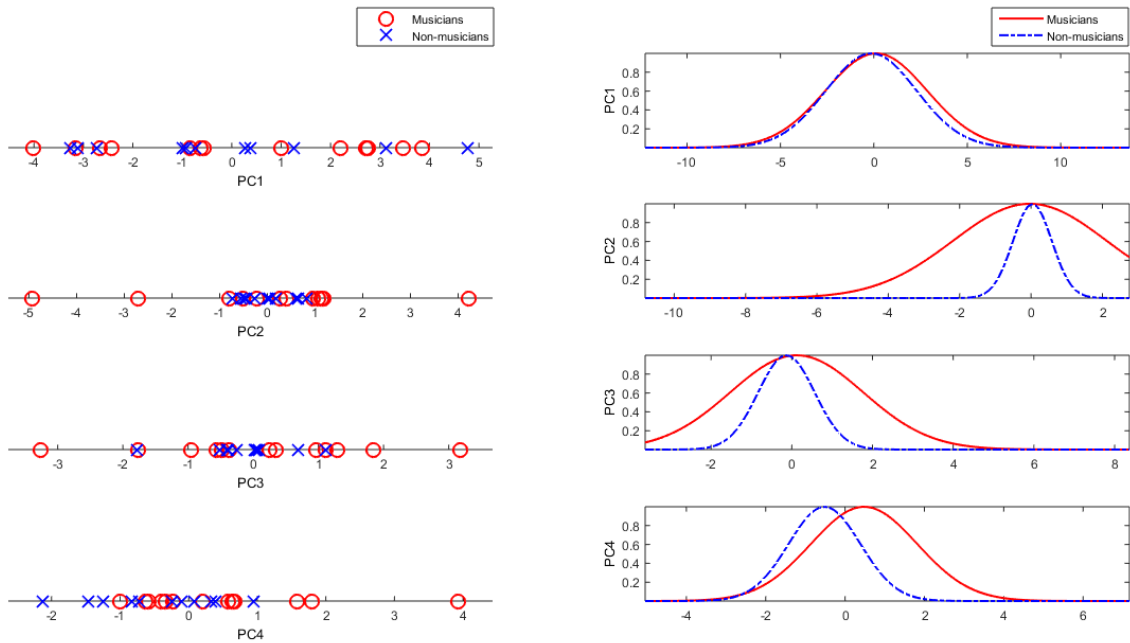 Musicians
Non-musicians
-4 -3 -2 -1 0 1 2 3 4 5
PC1
-5 -4 -3 -2 -1 0 1 2 3 4
PC2
-3 -2 -1 0 1 2 3
PC3
-2 -1 0 1 2 3 4
PC4
Musicians
Non-musicians
PC1
0.8
0.6
0.4
0.2
-10 -5 0 5 10
PC2
0.8
0.6
0.4
0.2
-10 -8 -6 -4 -2 0 2
PC3
0.8
0.6
0.4
0.2
-2 0 2 4 6 8
PC4
0.8
0.6
0.4
0.2
-4 -2 0 2 4 6